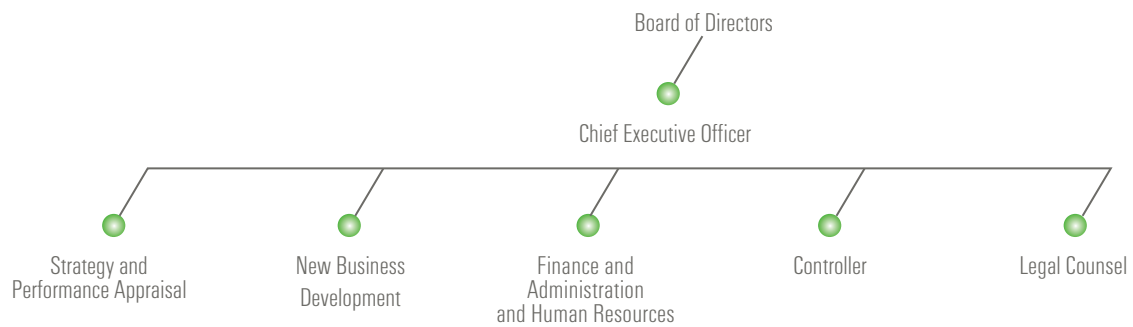 Board of Directors
Chief Executive Officer
Strategy and
Performance Appraisal
New Business
Development
Finance and
Administration
and Human Resources
Controller
Legal Counsel